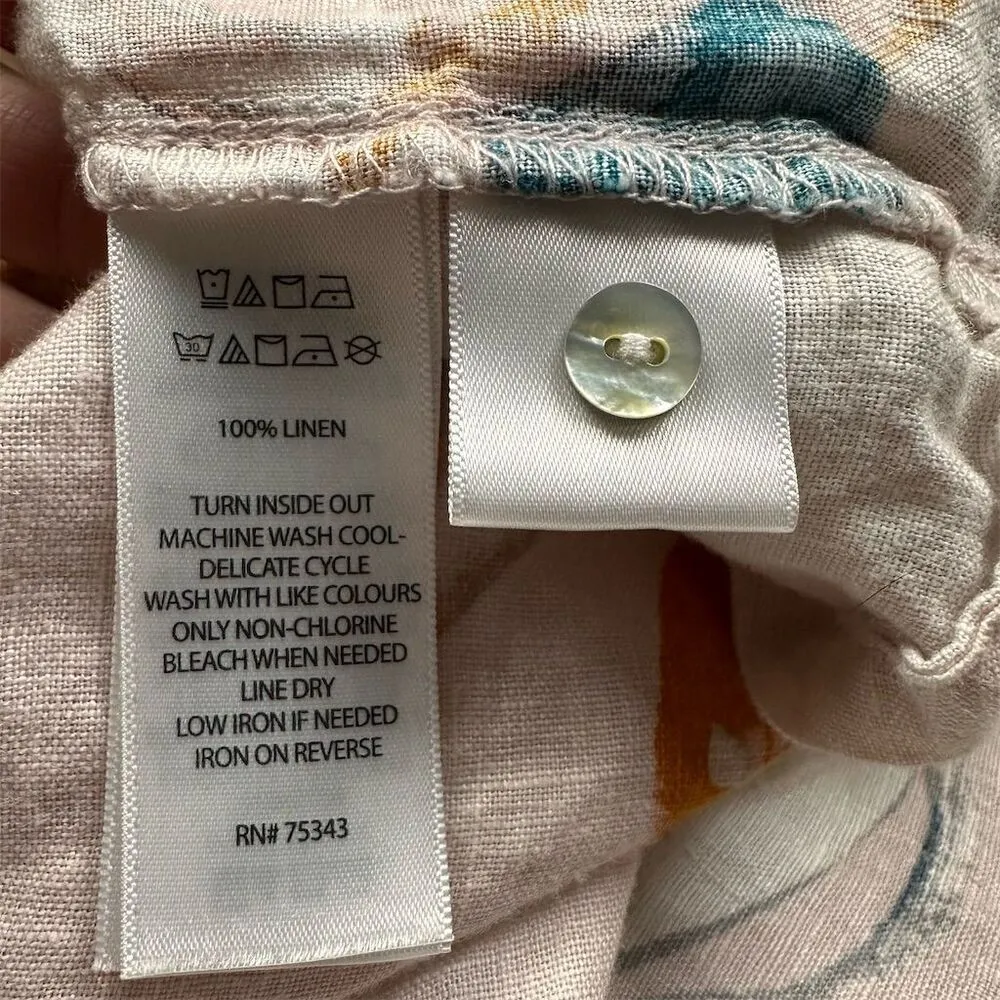 30
100% LINEN
TURN INSIDE OUT
MACHINE WASH COOL-
DELICATE CYCLE
WASH WITH LIKE COLOURS
ONLY NON-CHLORINE
BLEACH WHEN NEEDED
LINE DRY
LOW IRON IF NEEDED
IRON ON REVERSE
RN# 75343